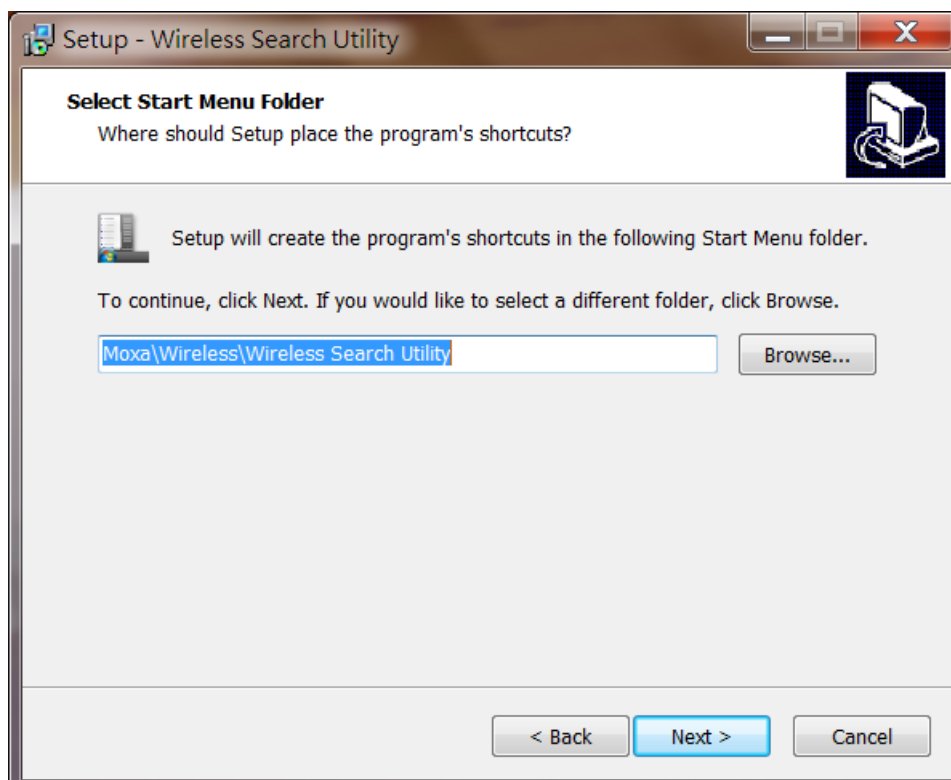 Setup - Wireless Search Utility
Select Start Menu Folder
Where should Setup place the program's shortcuts?
Setup will create the program's shortcuts in the following Start Menu folder.
To continue, click Next. If you would like to select a different folder, click Browse.
Moxa\Wireless\Wireless Search Utility
Browse...
< Back
Next >
Cancel